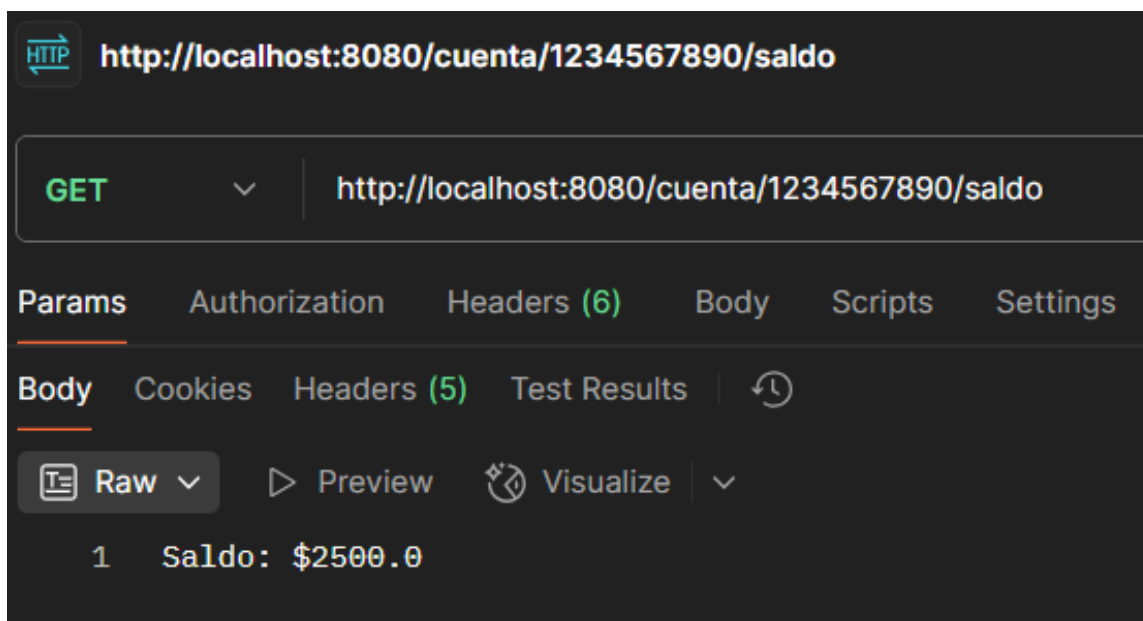 HTTP http://localhost:8080/cuenta/1234567890/saldo
GET http://localhost:8080/cuenta/1234567890/saldo
Params Authorization Headers (6) Body Scripts Settings
Body Cookies Headers (5) Test Results
Raw Preview Visualize
1 Saldo: $2500.0